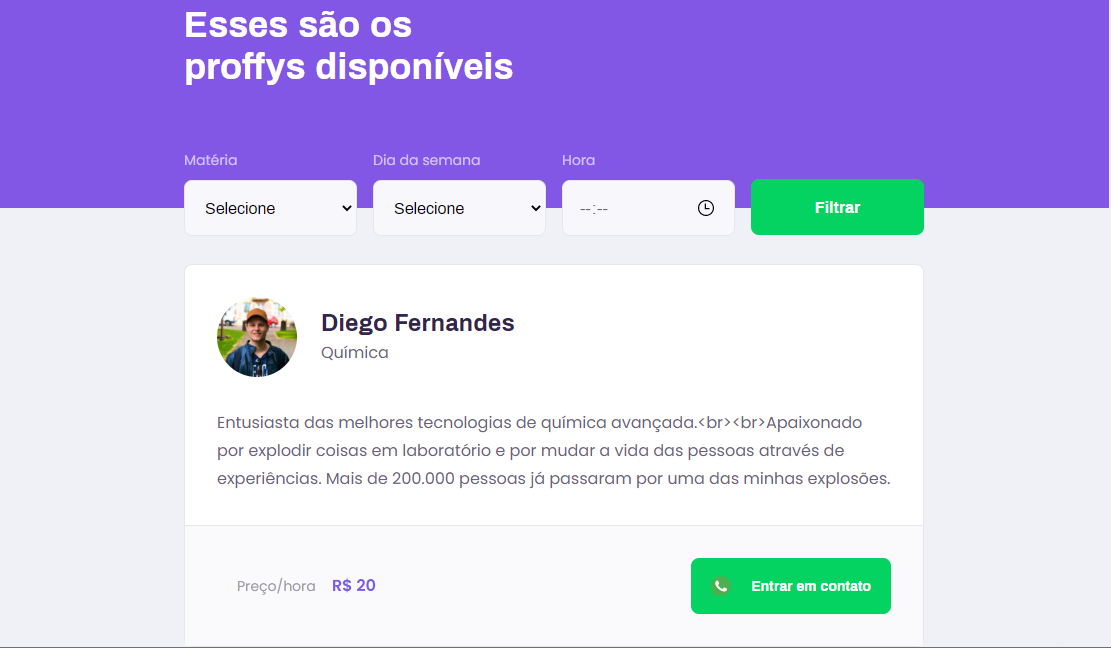 Esses são os
proffys disponíveis
Matéria
Dia da semana
Hora
Selecione
Selecione
--:--
Filtrar
Diego Fernandes
Química
Entusiasta das melhores tecnologias de química avançada.<br><br>Apaixonado
por explodir coisas em laboratório e por mudar a vida das pessoas através de
experiências. Mais de 200.000 pessoas já passaram por uma das minhas explosões.
Preço/hora
R$ 20
Entrar em contato